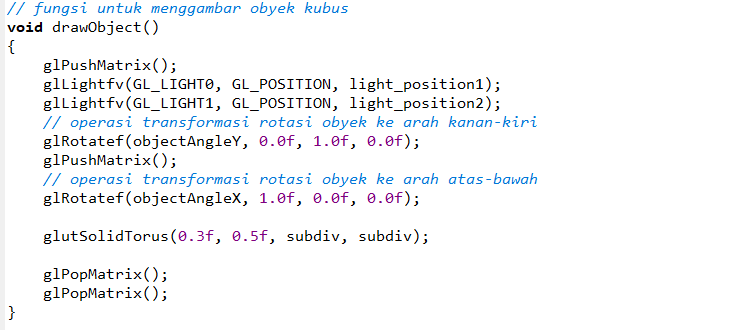 // fungsi untuk menggambar obyek kubus
void drawObject()
{
    glPushMatrix();
    glLightfv(GL_LIGHT0, GL_POSITION, light_position1);
    glLightfv(GL_LIGHT1, GL_POSITION, light_position2);
    // operasi transformasi rotasi obyek ke arah kanan-kiri
    glRotatef(objectAngleY, 0.0f, 1.0f, 0.0f);
    glPushMatrix();
    // operasi transformasi rotasi obyek ke arah atas-bawah
    glRotatef(objectAngleX, 1.0f, 0.0f, 0.0f);

    glutSolidTorus(0.3f, 0.5f, subdiv, subdiv);

    glPopMatrix();
    glPopMatrix();
}